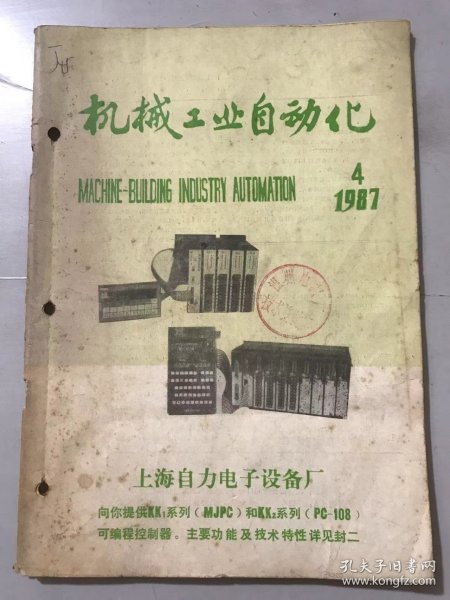 机械工业自动化
MACHINE-BUILDING INDUSTRY AUTOMATION
4
1987
上海自力电子设备厂
向你提供KK₁系列(MJPC)和KK₂系列(PC-108)
可编程控制器。主要功能及技术特性详见封二
孔夫子旧书网
www.kongfz.com